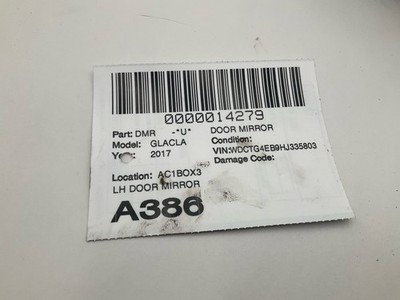 0000014279
Part: DMR -*U* DOOR MIRROR
Model: GLACLA Condition:
Year: 2017 VIN:WDCTG4EB9HJ335803
Damage Code:
Location: AC1BOX3
LH DOOR MIRROR
A386